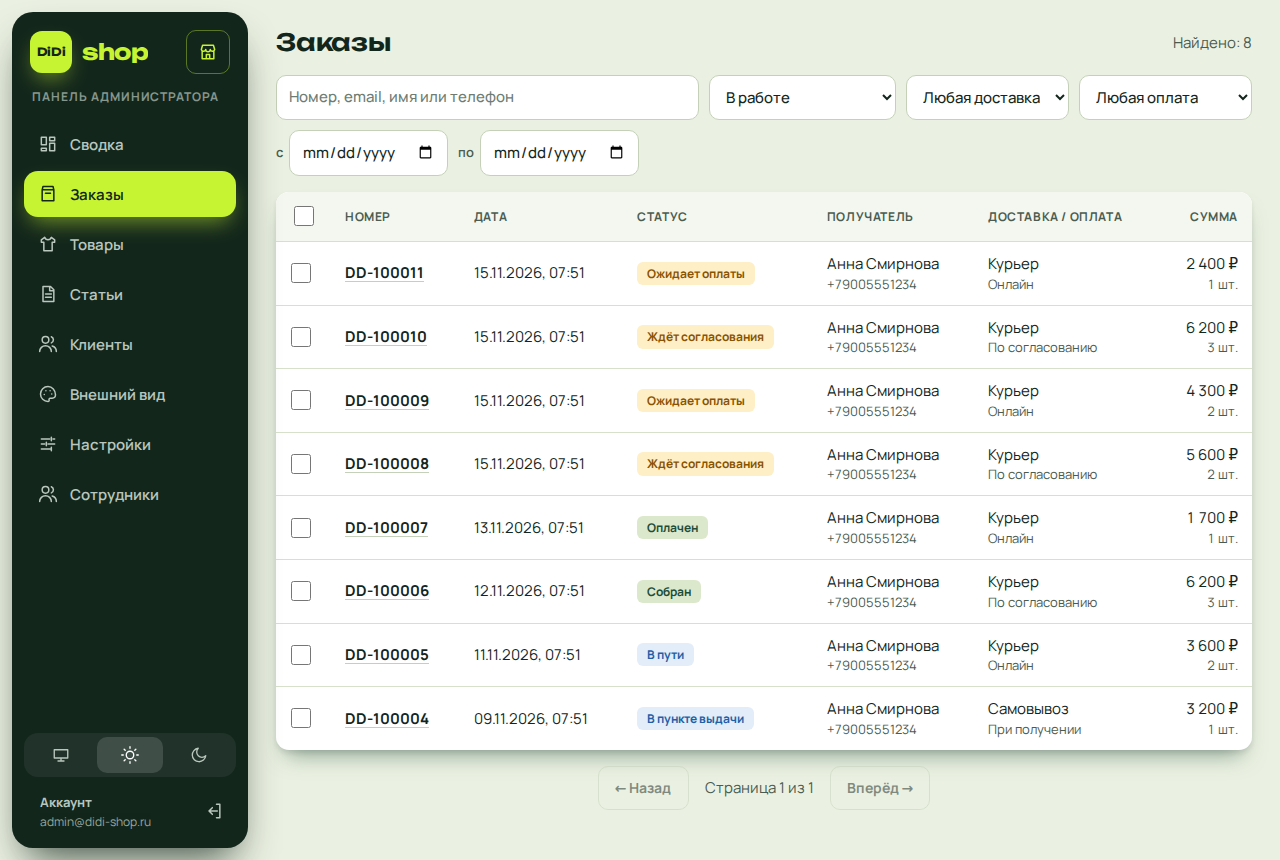 DiDi shop
ПАНЕЛЬ АДМИНИСТРАТОРА
Сводка
Заказы
Товары
Статьи
Клиенты
Внешний вид
Настройки
Сотрудники
Аккаунт
admin@didi-shop.ru
Заказы
Найдено: 8
Номер, email, имя или телефон
В работе
Любая доставка
Любая оплата
с mm/dd/yyyy по mm/dd/yyyy
НОМЕР ДАТА СТАТУС ПОЛУЧАТЕЛЬ ДОСТАВКА / ОПЛАТА СУММА
DD-100011 15.11.2026, 07:51 Ожидает оплаты Анна Смирнова Курьер 2 400 ₽
+79005551234 Онлайн 1 шт.
DD-100010 15.11.2026, 07:51 Ждёт согласования Анна Смирнова Курьер 6 200 ₽
+79005551234 По согласованию 3 шт.
DD-100009 15.11.2026, 07:51 Ожидает оплаты Анна Смирнова Курьер 4 300 ₽
+79005551234 Онлайн 2 шт.
DD-100008 15.11.2026, 07:51 Ждёт согласования Анна Смирнова Курьер 5 600 ₽
+79005551234 По согласованию 2 шт.
DD-100007 13.11.2026, 07:51 Оплачен Анна Смирнова Курьер 1 700 ₽
+79005551234 Онлайн 1 шт.
DD-100006 12.11.2026, 07:51 Собран Анна Смирнова Курьер 6 200 ₽
+79005551234 По согласованию 3 шт.
DD-100005 11.11.2026, 07:51 В пути Анна Смирнова Курьер 3 600 ₽
+79005551234 Онлайн 2 шт.
DD-100004 09.11.2026, 07:51 В пункте выдачи Анна Смирнова Самовывоз 3 200 ₽
+79005551234 При получении 1 шт.
← Назад Страница 1 из 1 Вперёд →